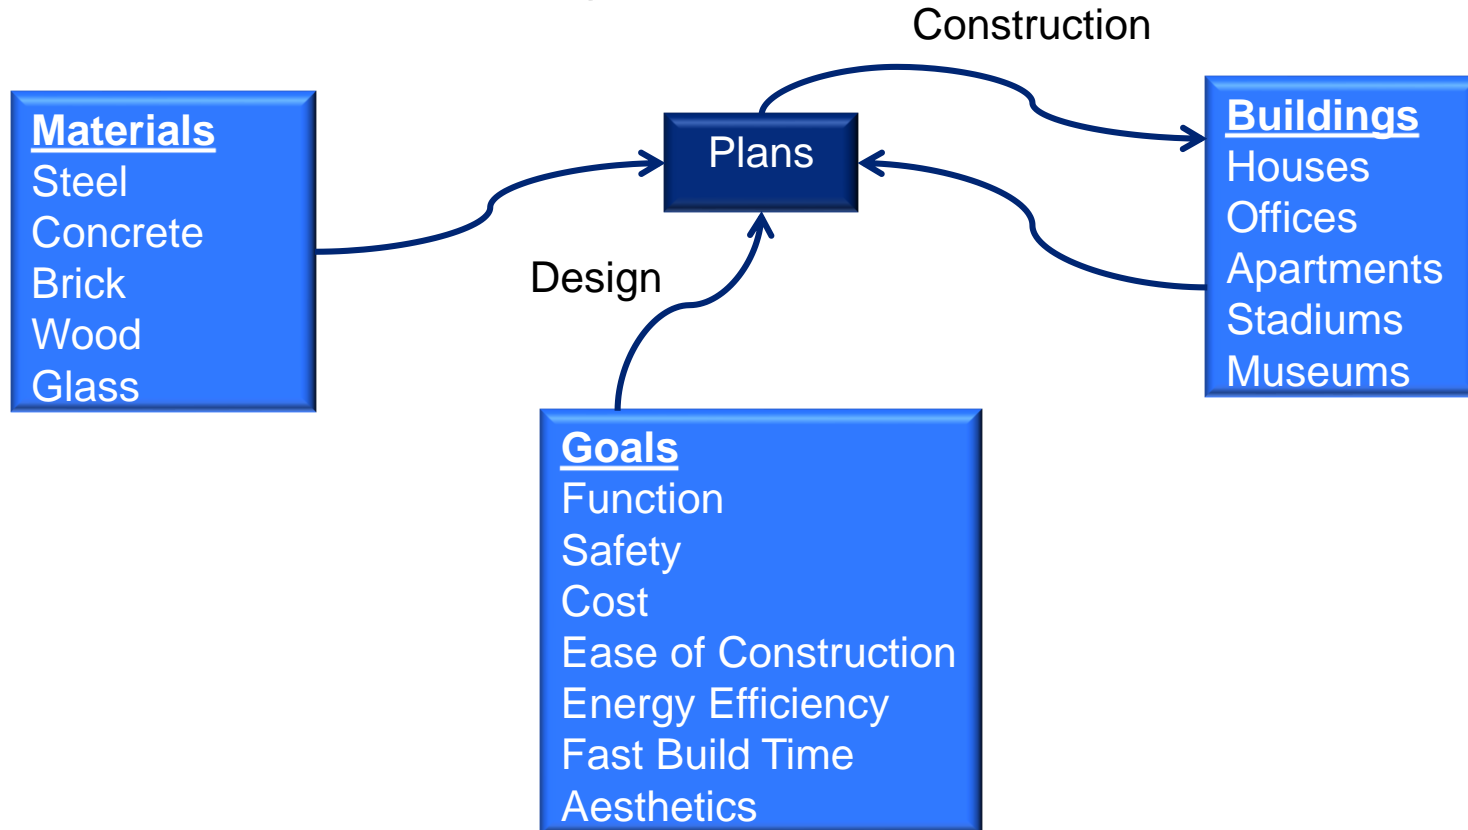 Construction
Materials
Steel
Concrete
Brick
Wood
Glass
Plans
Buildings
Houses
Offices
Apartments
Stadiums
Museums
Design
Goals
Function
Safety
Cost
Ease of Construction
Energy Efficiency
Fast Build Time
Aesthetics